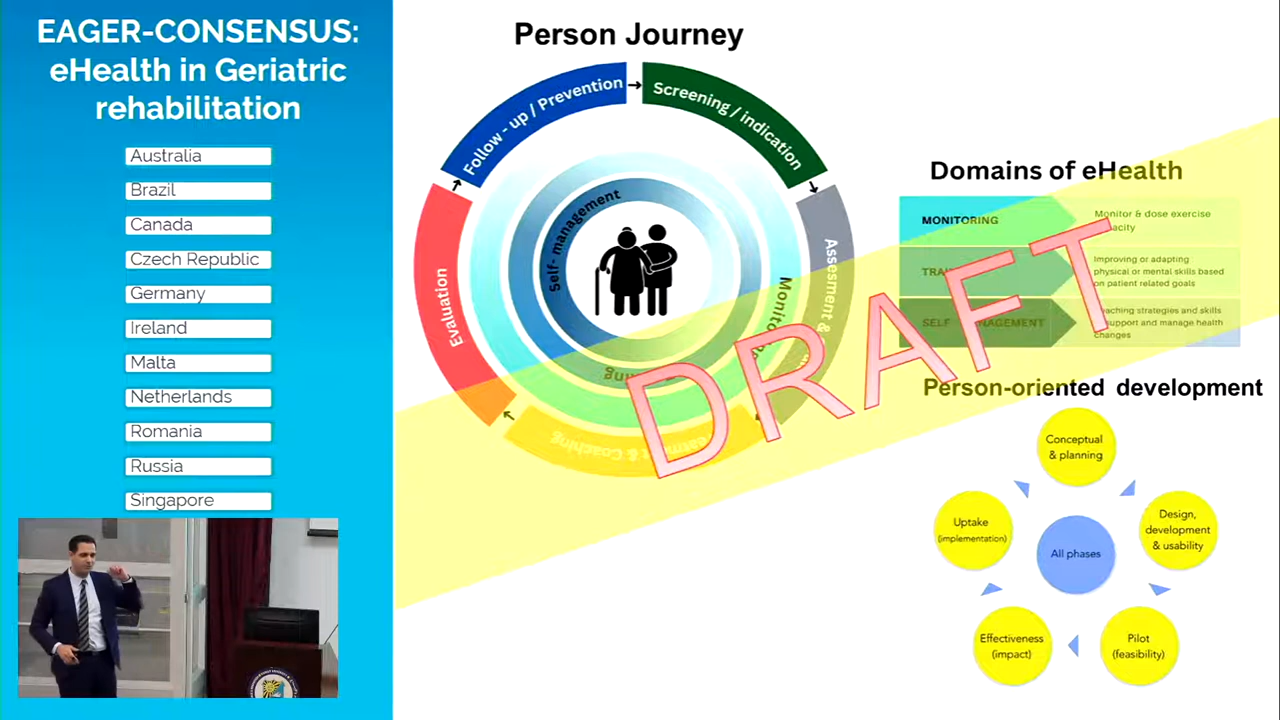 EAGER-CONSENSUS:
eHealth in Geriatric
rehabilitation
Australia
Brazil
Canada
Czech Republic
Germany
Ireland
Malta
Netherlands
Romania
Russia
Singapore
Person Journey
Follow - up / Prevention
Screening / indication
Evaluation
Self- management
& Coaching
DRAFT
Domains of eHealth
MONITORING
Monitor & dose exercise
Improving or adapting
physical or mental skills based
on patient related goals
SELF
strategies and skills
support and manage health
changes
Person-oriented development
Conceptual
& planning
Design,
development
& usability
Pilot
(feasibility)
Effectiveness
(impact)
Uptake
(implementation)
All phases